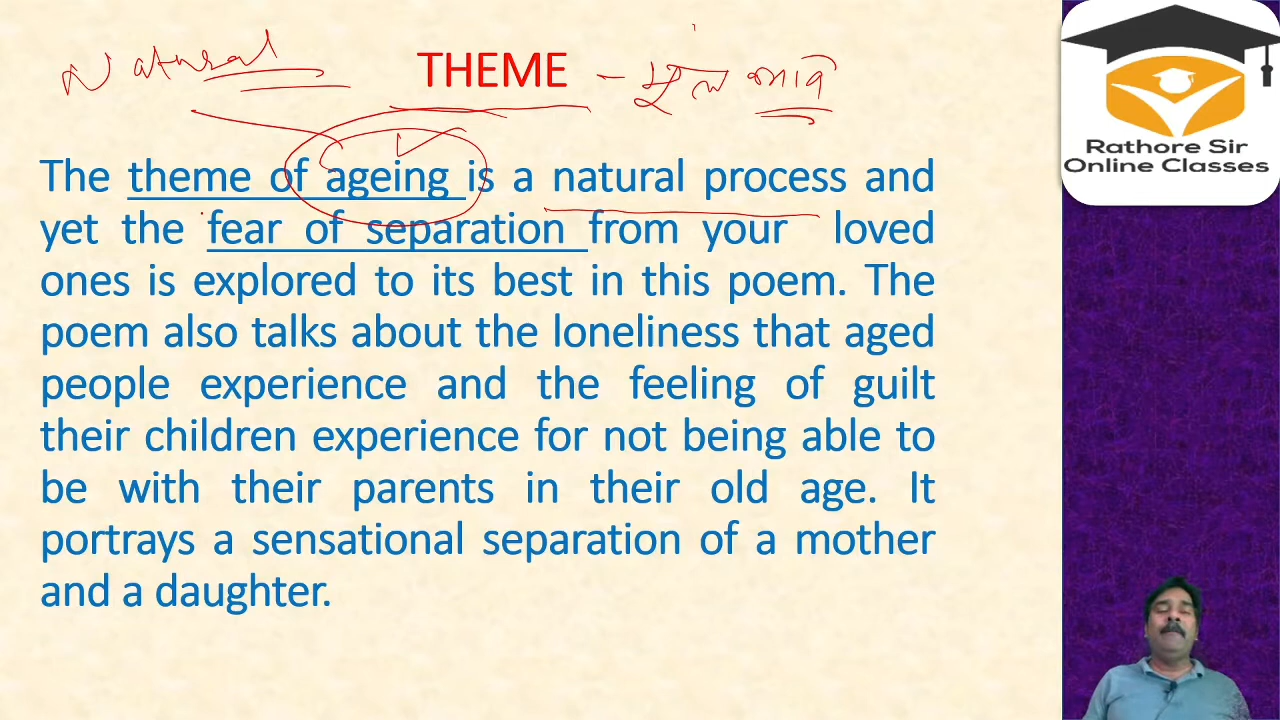 Natural
THEME - मूल भाव
The theme of ageing is a natural process and
yet the fear of separation from your loved
ones is explored to its best in this poem. The
poem also talks about the loneliness that aged
people experience and the feeling of guilt
their children experience for not being able to
be with their parents in their old age. It
portrays a sensational separation of a mother
and a daughter.
Rathore Sir
Online Classes